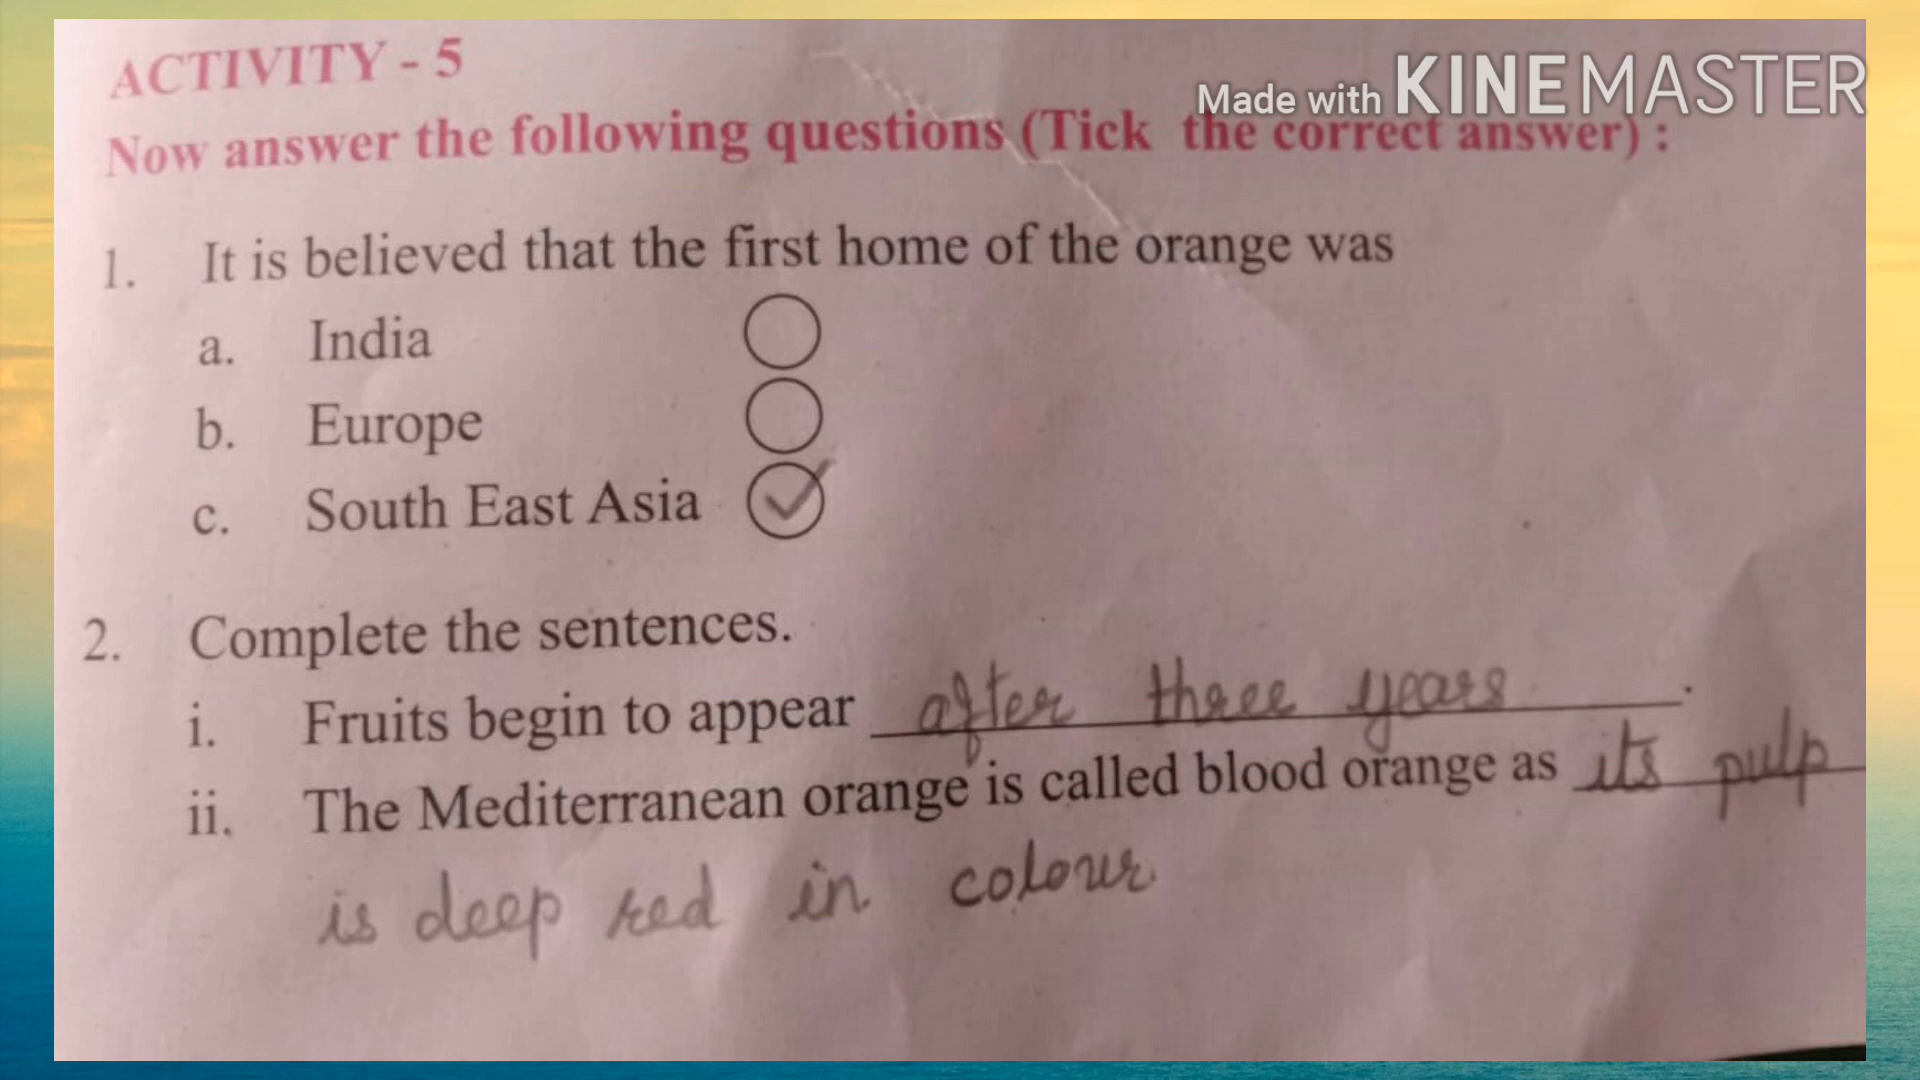 ACTIVITY - 5
Made with KINEMASTER
Now answer the following questions (Tick the correct answer) :
1. It is believed that the first home of the orange was
a. India
b. Europe
c. South East Asia ✓
2. Complete the sentences.
i. Fruits begin to appear after three years.
ii. The Mediterranean orange is called blood orange as its pulp
is deep red in colour.